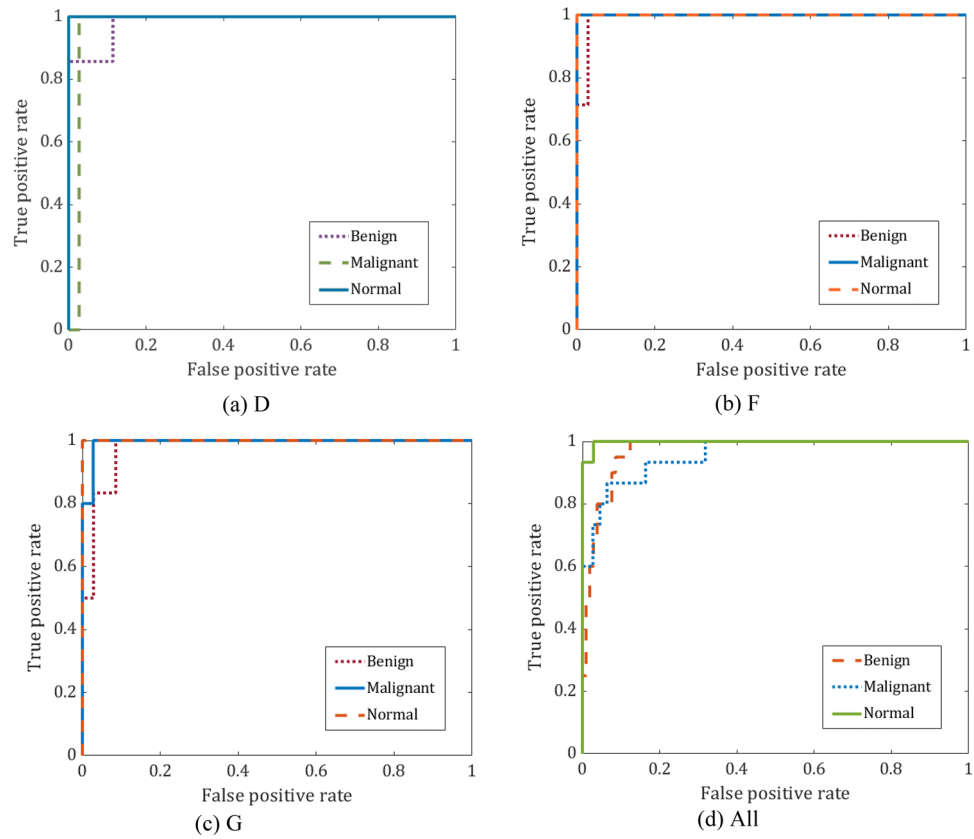 1
0.8
0.6
0.4
0.2
0
True positive rate
Benign
Malignant
Normal
0 0.2 0.4 0.6 0.8 1
False positive rate
(a) D
1
0.8
0.6
0.4
0.2
0
True positive rate
Benign
Malignant
Normal
0 0.2 0.4 0.6 0.8 1
False positive rate
(b) F
1
0.8
0.6
0.4
0.2
0
True positive rate
Benign
Malignant
Normal
0 0.2 0.4 0.6 0.8 1
False positive rate
(c) G
1
0.8
0.6
0.4
0.2
0
True positive rate
Benign
Malignant
Normal
0 0.2 0.4 0.6 0.8 1
False positive rate
(d) All